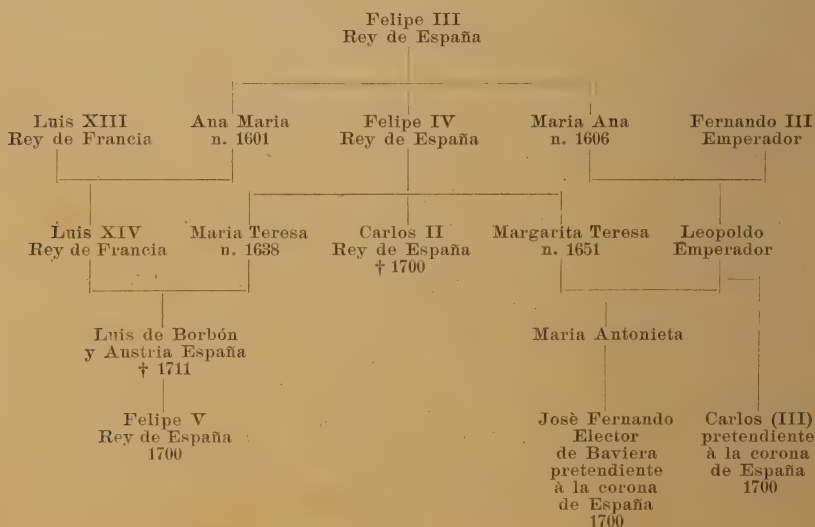 Felipe III
Rey de España
Luis XIII
Rey de Francia
Ana Maria
n. 1601
Felipe IV
Rey de España
Maria Ana
n. 1606
Fernando III
Emperador
Luis XIV
Rey de Francia
Maria Teresa
n. 1638
Carlos II
Rey de España
† 1700
Margarita Teresa
n. 1651
Leopoldo
Emperador
Luis de Borbón
y Austria España
† 1711
Maria Antonieta
Felipe V
Rey de España
1700
Josè Fernando
Elector
de Baviera
pretendiente
à la corona
de España
1700
Carlos (III)
pretendiente
à la corona
de España
1700